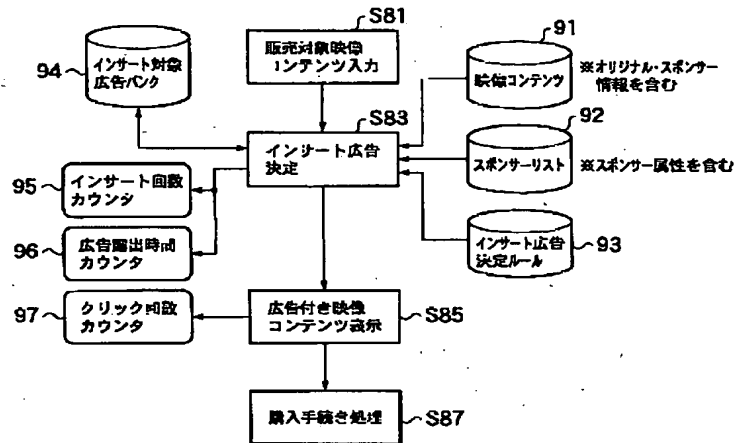 S81
販売対象映像
コンテンツ入力
94
インサート対象
広告バンク
91
映像コンテンツ
※オリジナル・スポンサー
情報を含む
S83
インサート広告
決定
92
スポンサーリスト
※スポンサー属性を含む
95
インサート回数
カウンタ
96
広告露出時間
カウンタ
インサート広告
決定ルール
93
97
クリック回数
カウンタ
広告付き映像
コンテンツ表示
S85
購入手続き処理
S87